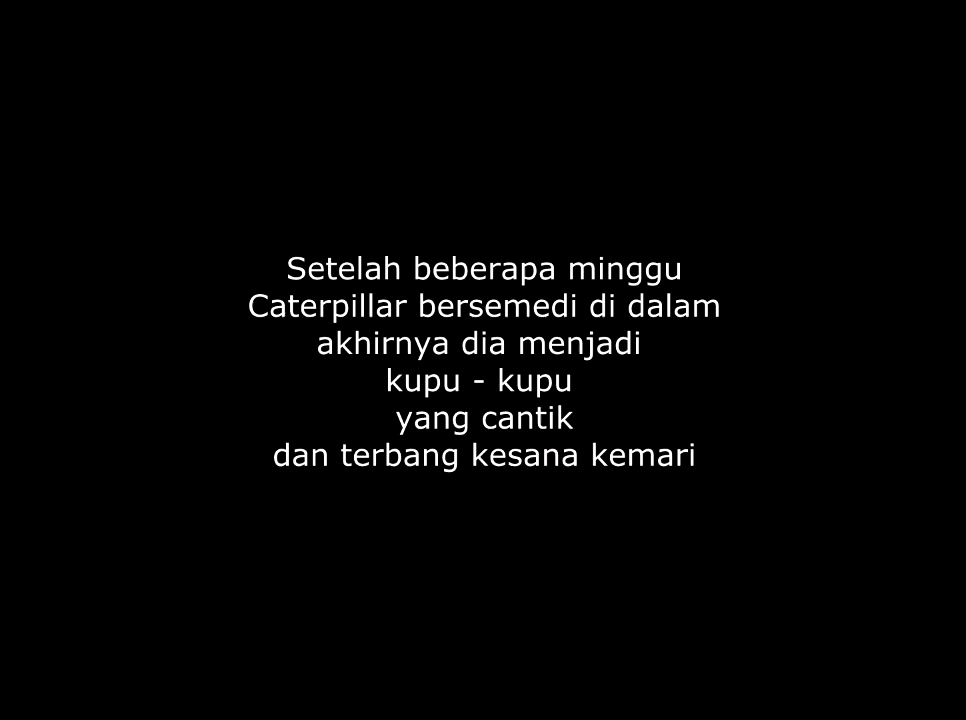 Setelah beberapa minggu
Caterpillar bersemedi di dalam
akhirnya dia menjadi
kupu - kupu
yang cantik
dan terbang kesana kemari